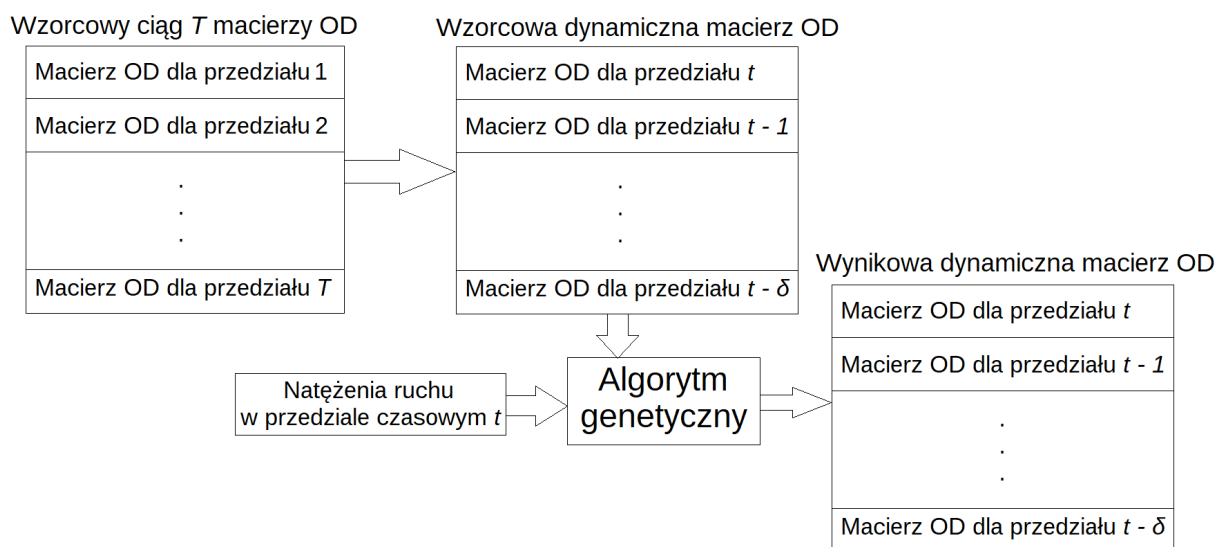 Wzorcowy ciąg T macierzy OD
Macierz OD dla przedziału 1
Macierz OD dla przedziału 2
.
.
.
Macierz OD dla przedziału T
Wzorcowa dynamiczna macierz OD
Macierz OD dla przedziału t
Macierz OD dla przedziału t - 1
.
.
.
Macierz OD dla przedziału t - δ
Natężenia ruchu
w przedziale czasowym t
Algorytm
genetyczny
Wynikowa dynamiczna macierz OD
Macierz OD dla przedziału t
Macierz OD dla przedziału t - 1
.
.
.
Macierz OD dla przedziału t - δ